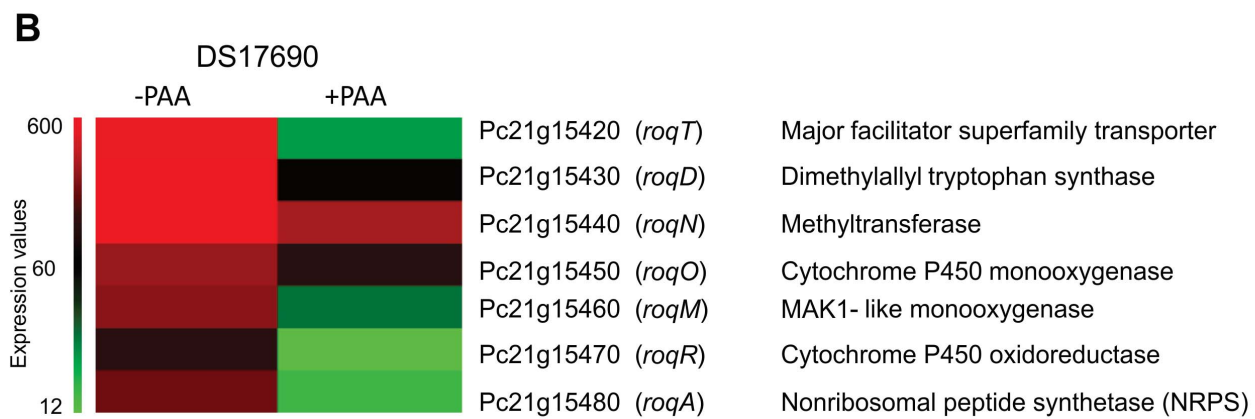 B
DS17690
-PAA +PAA
600
60
12
Expression values
Pc21g15420 (roqT) Major facilitator superfamily transporter
Pc21g15430 (roqD) Dimethylallyl tryptophan synthase
Pc21g15440 (roqN) Methyltransferase
Pc21g15450 (roqO) Cytochrome P450 monooxygenase
Pc21g15460 (roqM) MAK1- like monooxygenase
Pc21g15470 (roqR) Cytochrome P450 oxidoreductase
Pc21g15480 (roqA) Nonribosomal peptide synthetase (NRPS)